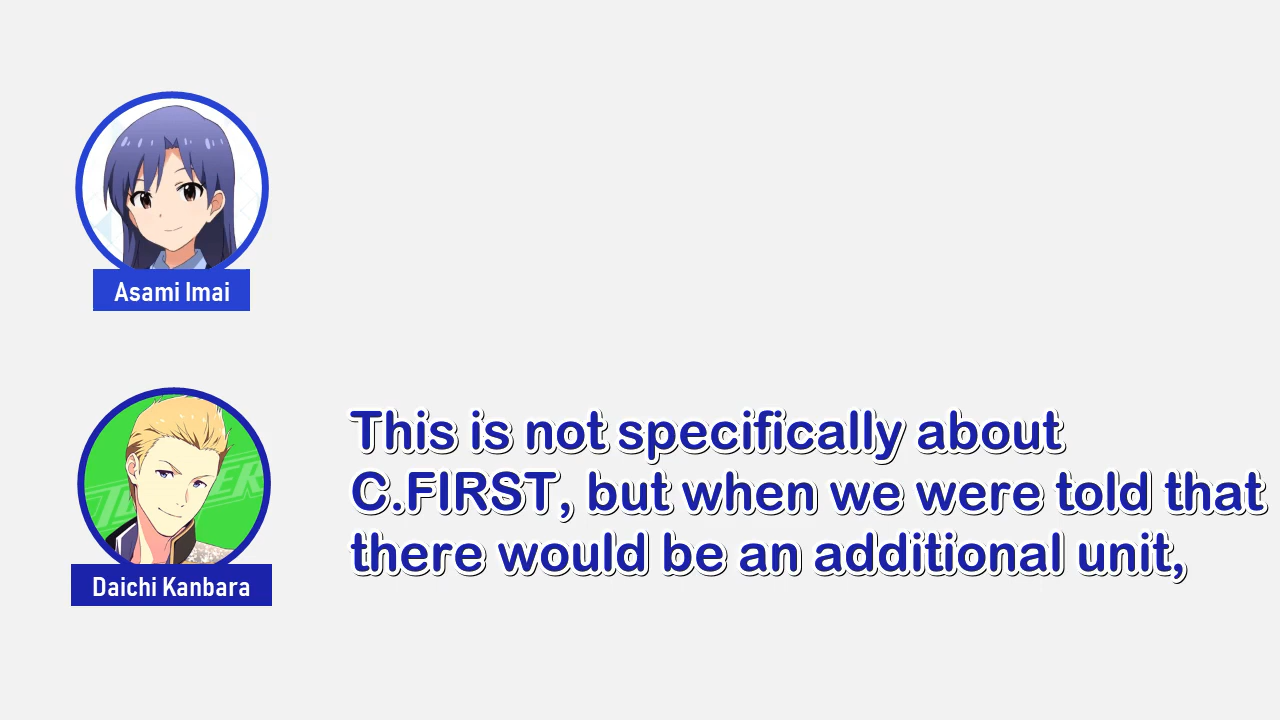 Asami Imai
Daichi Kanbara
This is not specifically about
C.FIRST, but when we were told that
there would be an additional unit,